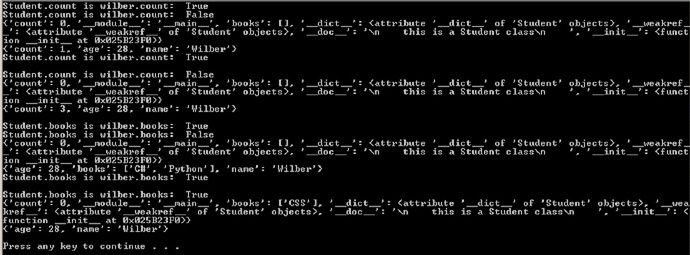 Student.count is wilber.count:  True
Student.count is wilber.count:  False
{'count': 0, '__module__': '__main__', 'books': [], '__dict__': <attribute '__dict__' of 'Student' objects>, '__weakref_
_': <attribute '__weakref__' of 'Student' objects>, '__doc__': '\n    this is a Student class\n    ', '__init__': <funct
ion __init__ at 0x025B23F0>}
{'count': 1, 'age': 28, 'name': 'Wilber'}
Student.count is wilber.count:  True

Student.count is wilber.count:  False
{'count': 0, '__module__': '__main__', 'books': [], '__dict__': <attribute '__dict__' of 'Student' objects>, '__weakref_
_': <attribute '__weakref__' of 'Student' objects>, '__doc__': '\n    this is a Student class\n    ', '__init__': <funct
ion __init__ at 0x025B23F0>}
{'count': 3, 'age': 28, 'name': 'Wilber'}

Student.books is wilber.books:  True
Student.books is wilber.books:  False
{'count': 0, '__module__': '__main__', 'books': [], '__dict__': <attribute '__dict__' of 'Student' objects>, '__weakref_
_': <attribute '__weakref__' of 'Student' objects>, '__doc__': '\n    this is a Student class\n    ', '__init__': <funct
ion __init__ at 0x025B23F0>}
{'age': 28, 'books': ['C#', 'Python'], 'name': 'Wilber'}
Student.books is wilber.books:  True

Student.books is wilber.books:  True
{'count': 0, '__module__': '__main__', 'books': ['CSS'], '__dict__': <attribute '__dict__' of 'Student' objects>, '__wea
kref__': <attribute '__weakref__' of 'Student' objects>, '__doc__': '\n    this is a Student class\n    ', '__init__': <
function __init__ at 0x025B23F0>}
{'age': 28, 'name': 'Wilber'}

Press any key to continue . . .